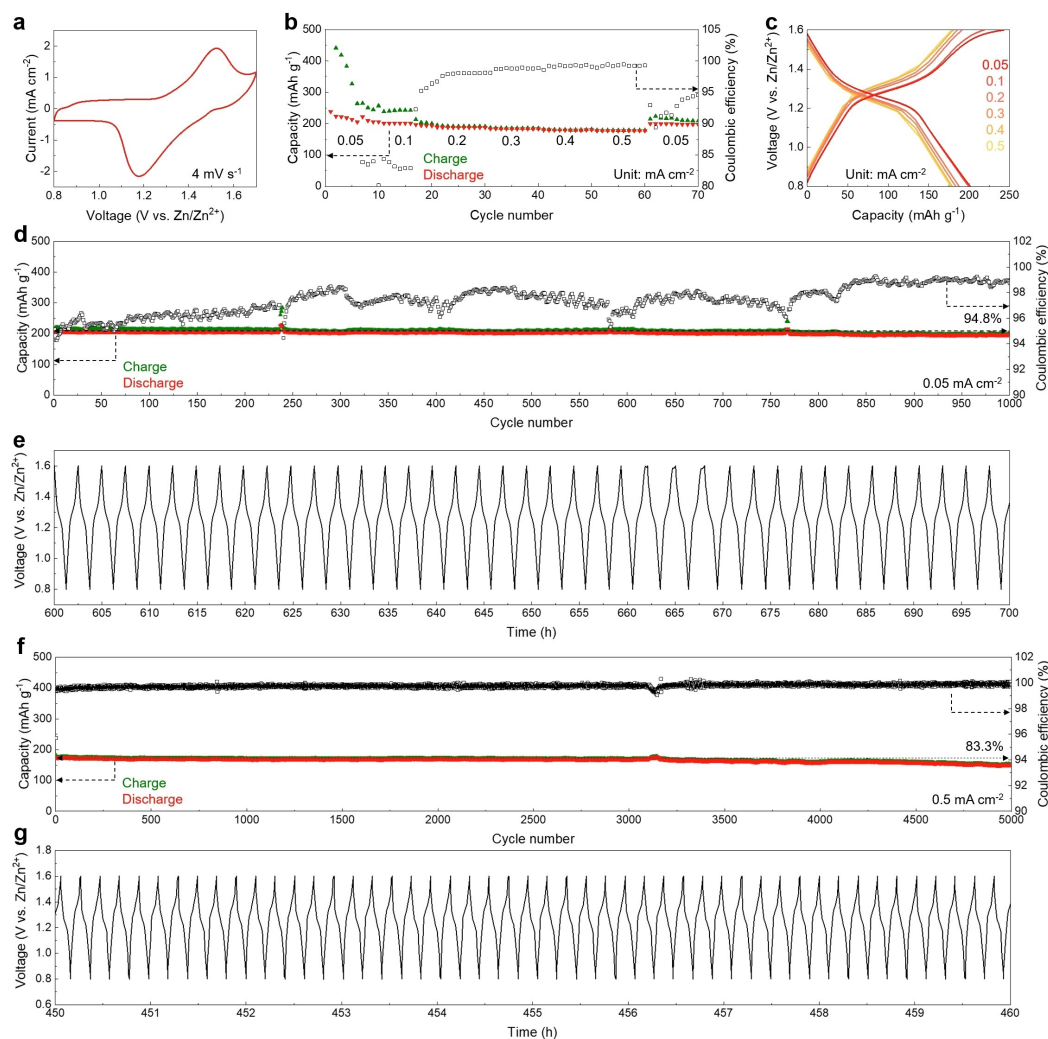 a
Current (mA cm⁻²)
2
1
0
-1
-2
4 mV s⁻¹
0.8 1.0 1.2 1.4 1.6
Voltage (V vs. Zn/Zn²⁺)
b
Capacity (mAh g⁻¹)
500
400
300
200
100
0
0.05 0.1 0.2 0.3 0.4 0.5 0.05
Charge
Discharge
Unit: mA cm⁻²
105
100
95
90
85
80
Coulombic efficiency (%)
0 10 20 30 40 50 60 70
Cycle number
c
Voltage (V vs. Zn/Zn²⁺)
1.6
1.4
1.2
1.0
0.8
0.05
0.1
0.2
0.3
0.4
0.5
Unit: mA cm⁻²
0 50 100 150 200 250
Capacity (mAh g⁻¹)
d
Capacity (mAh g⁻¹)
500
400
300
200
100
0
Charge
Discharge
94.8%
0.05 mA cm⁻²
102
100
98
96
94
92
90
Coulombic efficiency (%)
0 50 100 150 200 250 300 350 400 450 500 550 600 650 700 750 800 850 900 950 1000
Cycle number
e
Voltage (V vs. Zn/Zn²⁺)
1.6
1.4
1.2
1.0
0.8
600 605 610 615 620 625 630 635 640 645 650 655 660 665 670 675 680 685 690 695 700
Time (h)
f
Capacity (mAh g⁻¹)
500
400
300
200
100
0
Charge
Discharge
83.3%
0.5 mA cm⁻²
102
100
98
96
94
92
90
Coulombic efficiency (%)
0 500 1000 1500 2000 2500 3000 3500 4000 4500 5000
Cycle number
g
Voltage (V vs. Zn/Zn²⁺)
1.8
1.6
1.4
1.2
1.0
0.8
0.6
450 451 452 453 454 455 456 457 458 459 460
Time (h)